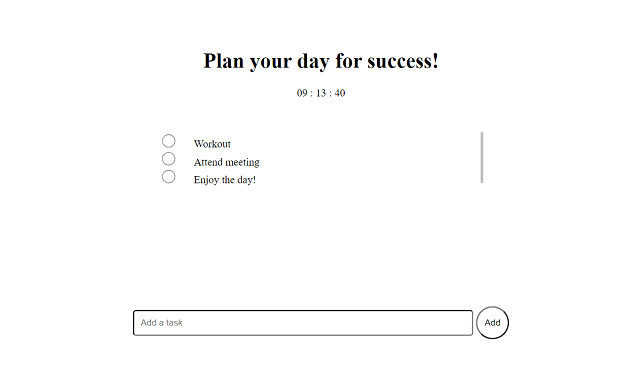 Plan your day for success!
09 : 13 : 40
Workout
Attend meeting
Enjoy the day!
Add a task
Add